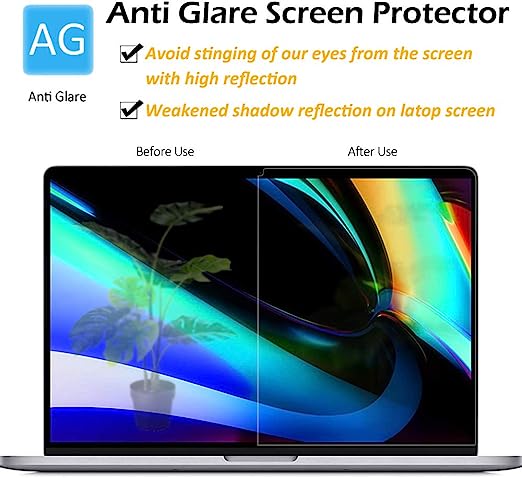 AG
Anti Glare
Anti Glare Screen Protector
Avoid stinging of our eyes from the screen
with high reflection
Weakened shadow reflection on latop screen
Before Use
After Use